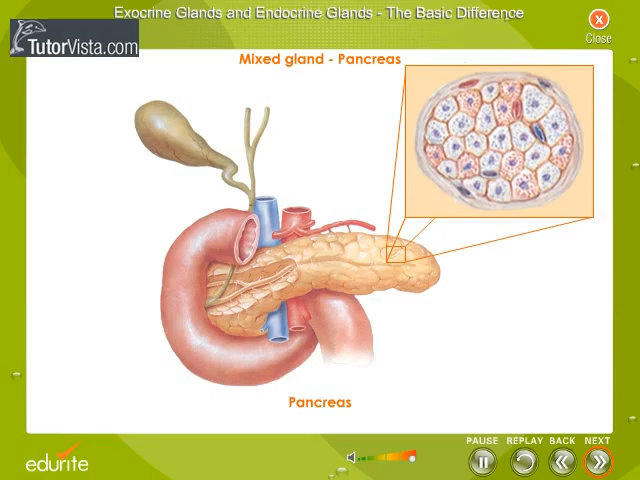 Exocrine Glands and Endocrine Glands - The Basic Difference
TutorVista.com
Close
Mixed gland - Pancreas
Pancreas
PAUSE REPLAY BACK NEXT
edurite